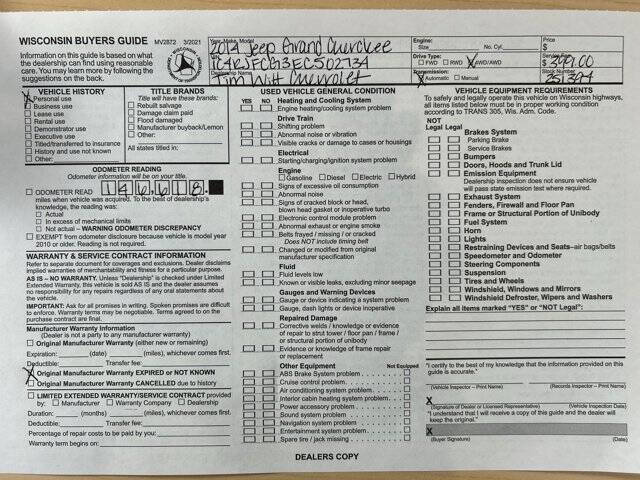 WISCONSIN BUYERS GUIDE MV2872 3/2021
Information on this guide is based on what
the dealership can find using reasonable
care. You may learn more by following the
suggestions on the back.
Year, Make, Model
2014 Jeep Grand Cherokee
1C4RJFCG13EC502734
Dealership Name
Tim Witt Chevrolet
Engine:
Size No. Cyl.
Drive Type:
FWD RWD X 4WD/AWD
Transmission:
X Automatic Manual
Price
$
Service Fee
$ 399.00
Stock Number
VEHICLE HISTORY
X Personal use
Business use
Lease use
Rental use
Demonstrator use
Executive use
Titled/transferred to insurance
History and use not known
Other:
TITLE BRANDS
Title will have these brands:
Rebuilt salvage
Damage claim paid
Flood damaged
Manufacturer buyback/Lemon
Other:
All states titled in:
ODOMETER READING
Odometer information will be on your title.
ODOMETER READ 146,618.
miles when vehicle was acquired. To the best of dealership's
knowledge, the reading was:
Actual
In excess of mechanical limits
Not actual – WARNING ODOMETER DISCREPANCY
EXEMPT from odometer disclosure because vehicle is model year
2010 or older. Reading is not required.
WARRANTY & SERVICE CONTRACT INFORMATION
Refer to separate document for coverages and exclusions. Dealer disclaims
implied warranties of merchantability and fitness for a particular purpose.
AS IS – NO WARRANTY. Unless "Dealership" is checked under Limited
Extended Warranty, this vehicle is sold AS IS and the dealer assumes
no responsibility for any repairs regardless of any oral statements about
the vehicle.
IMPORTANT: Ask for all promises in writing. Spoken promises are difficult
to enforce. Warranty terms may be negotiable. Terms agreed to on the
purchase contract are final.
Manufacturer Warranty Information
(Dealer is not a party to any manufacturer warranty)
Original Manufacturer Warranty (either new or remaining)
Expiration: (date) (miles), whichever comes first.
Deductible: Transfer fee:
X Original Manufacturer Warranty EXPIRED or NOT KNOWN
Original Manufacturer Warranty CANCELLED due to history
LIMITED EXTENDED WARRANTY/SERVICE CONTRACT provided
by: Manufacturer Warranty Company Dealership
Duration: (months) (miles), whichever comes first.
Deductible: Transfer fee:
Percentage of repair costs to be paid by you:
Warranty term begins on:
USED VEHICLE GENERAL CONDITION
YES NO
Heating and Cooling System
Engine heating/cooling system problem
Drive Train
Shifting problem
Abnormal noise or vibration
Visible cracks or damage to cases or housings
Electrical
Starting/charging/ignition system problem
Engine
Gasoline Diesel Electric Hybrid
Signs of excessive oil consumption
Abnormal noise
Signs of cracked block or head,
blown head gasket or inoperative turbo
Electronic control module problem
Abnormal exhaust or engine smoke
Belts frayed / missing / or cracked
Does NOT include timing belt
Changed or modified from original
manufacturer specification
Fluid
Fluid levels low
Known or visible leaks, excluding minor seepage
Gauges and Warning Devices
Gauge or device indicating a system problem
Gauge, dash lights or device inoperative
Repaired Damage
Corrective welds / knowledge or evidence
of repair to strut tower / floor pan / frame /
or structural portion of unibody
Evidence or knowledge of frame repair
or replacement
Other Equipment Not Equipped
ABS Brake System problem
Cruise control problem
Air conditioning system problem
Interior cabin heating system problem
Power accessory problem
Sound system problem
Navigation system problem
Entertainment system problem
Spare tire / jack missing
VEHICLE EQUIPMENT REQUIREMENTS
To safely and legally operate this vehicle on Wisconsin highways,
all items listed below must be in proper working condition
according to TRANS 305, Wis. Adm. Code.
NOT
Legal Legal
Brakes System
Parking Brake
Service Brakes
Bumpers
Doors, Hoods and Trunk Lid
Emission Equipment
Dealership inspection does not ensure vehicle
will pass state emission test where required.
Exhaust System
Fenders, Firewall and Floor Pan
Frame or Structural Portion of Unibody
Fuel System
Horn
Lights
Restraining Devices and Seats–air bags/belts
Speedometer and Odometer
Steering Components
Suspension
Tires and Wheels
Windshield, Windows and Mirrors
Windshield Defroster, Wipers and Washers
Explain all items marked "YES" or "NOT Legal":
"I certify to the best of my knowledge that the information provided on this
guide is accurate."
(Vehicle Inspector – Print Name) (Records Inspector – Print Name)
X
(Signature of Dealer or Licensed Representative) (Vehicle Inspection Date)
"I understand that I will receive a copy of this guide and the dealer will keep
the original."
X
(Buyer Signature) (Date)
DEALERS COPY